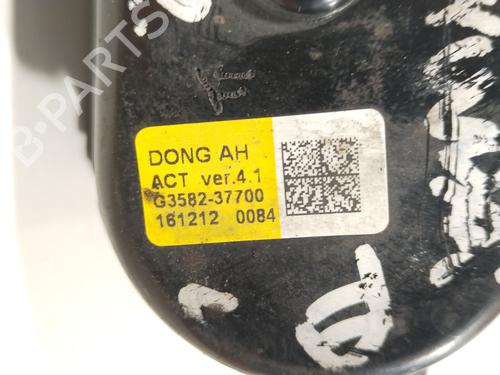 B-PARTS
DONG AH
ACT ver.4.1
G3582-37700
161212 0084